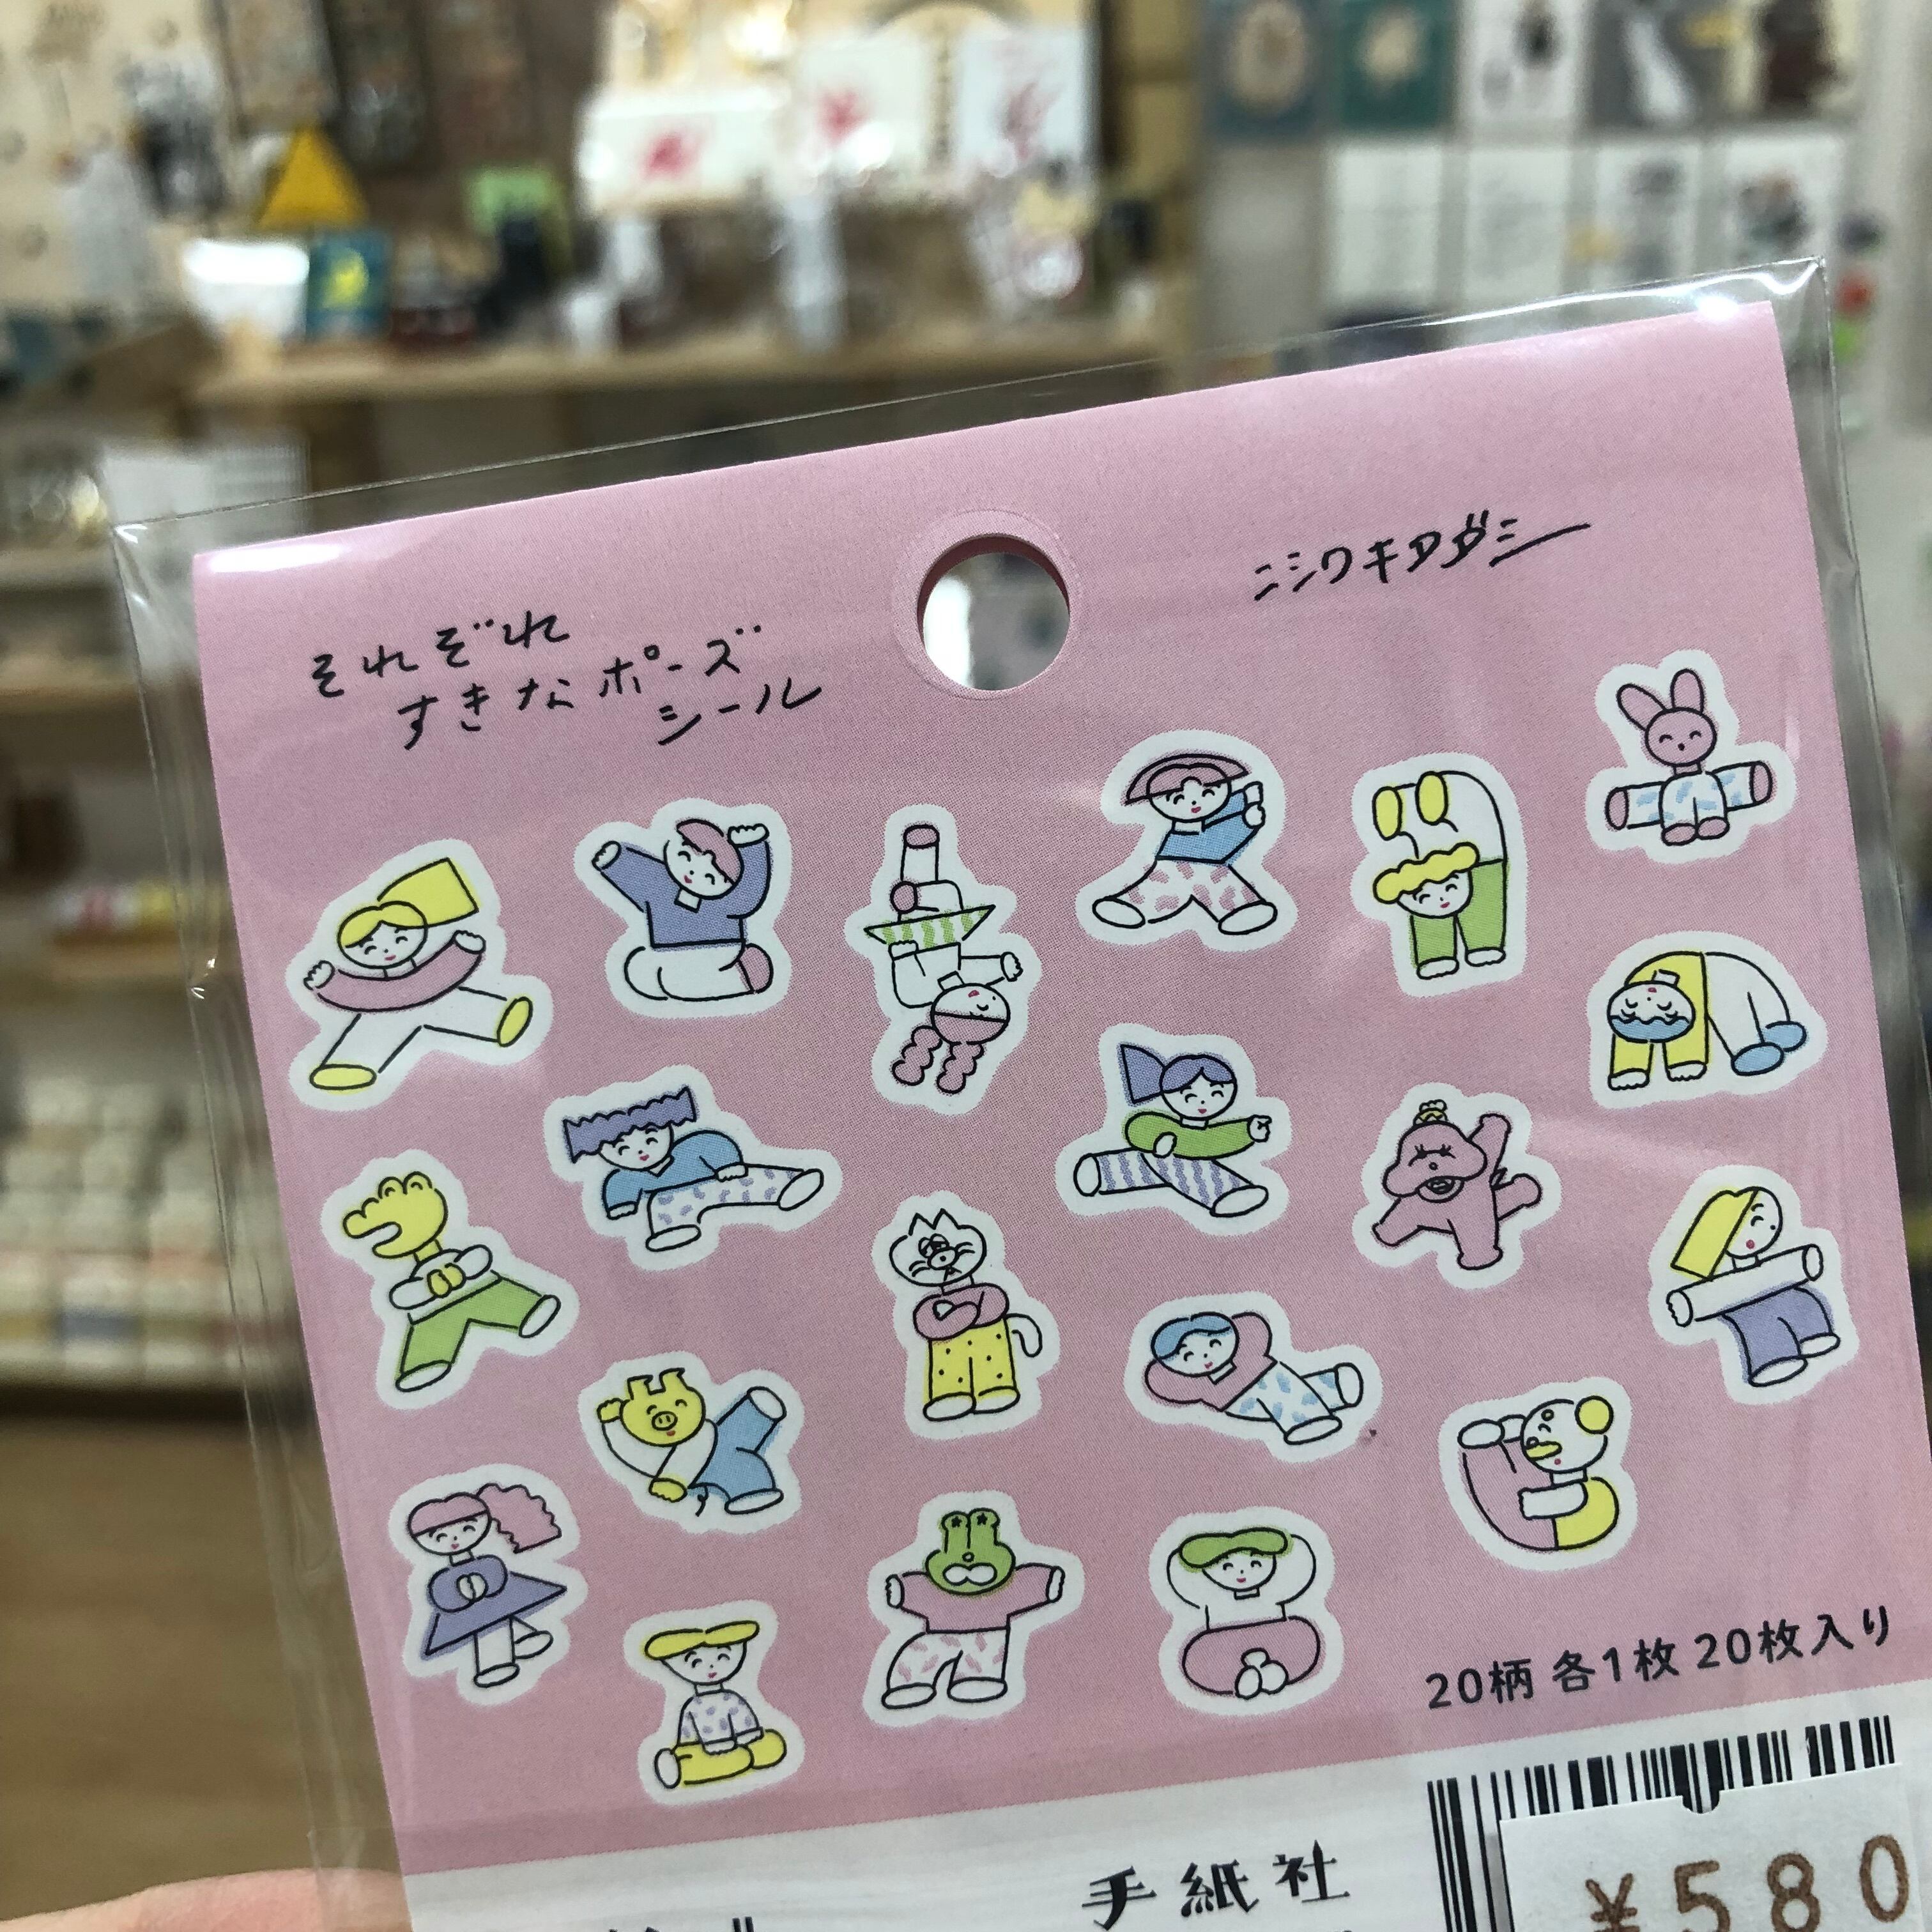 それぞれ
すきなポーズ
シール
ニシワキタダシ
20柄 各1枚 20枚入り
手紙社
¥580